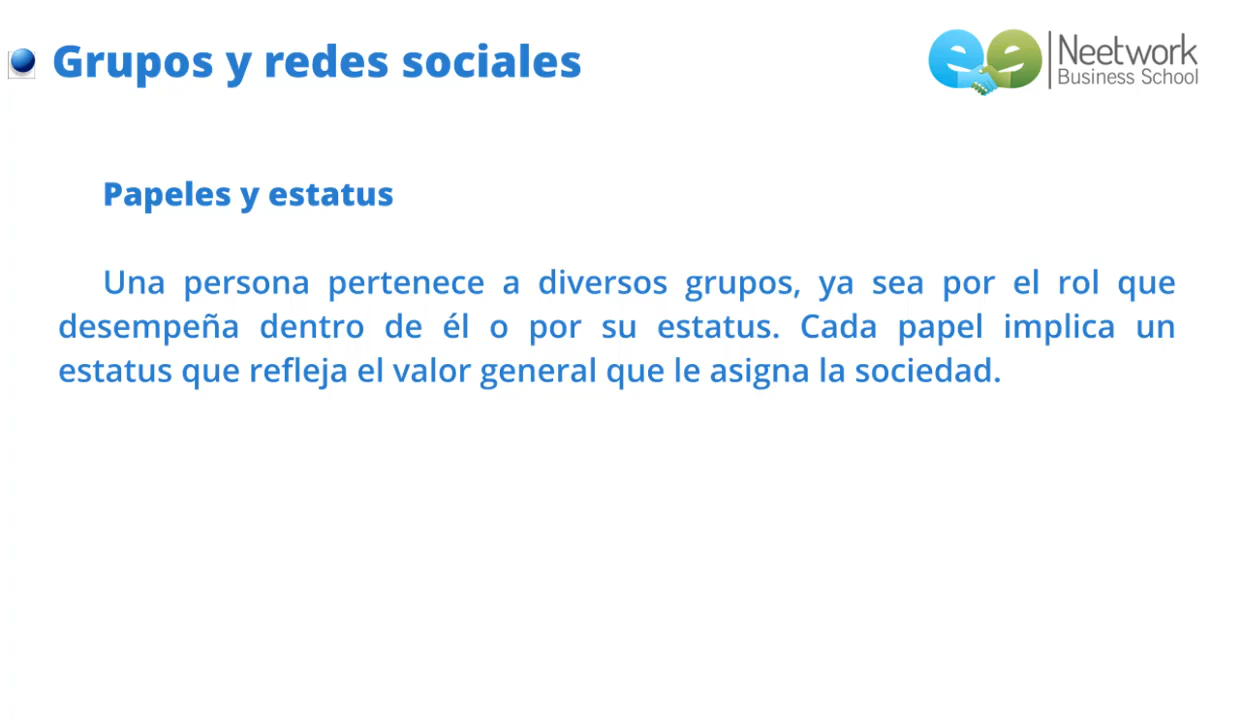 Grupos y redes sociales
Neetwork
Business School
Papeles y estatus
Una persona pertenece a diversos grupos, ya sea por el rol que
desempeña dentro de él o por su estatus. Cada papel implica un
estatus que refleja el valor general que le asigna la sociedad.